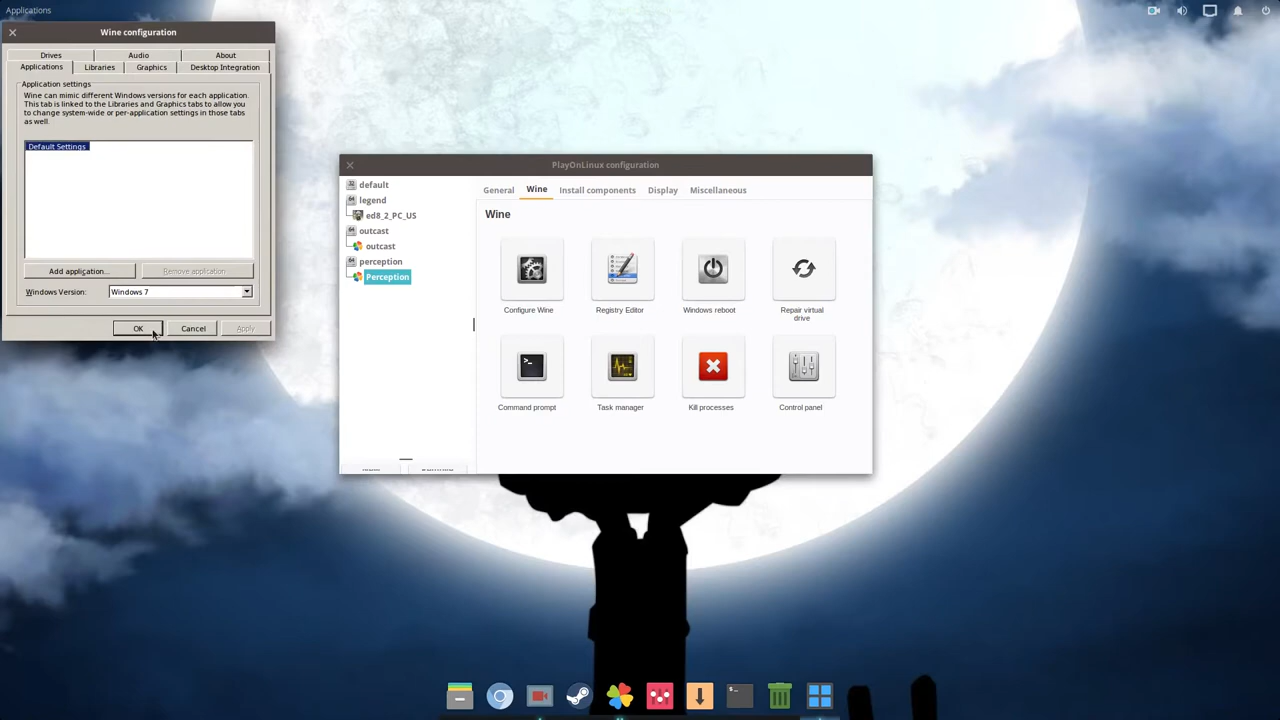 Applications
Wine configuration
Drives
Audio
About
Applications
Libraries
Graphics
Desktop Integration
Application settings
Wine can mimic different Windows versions for each application.
This tab is linked to the Libraries and Graphics tabs to allow you
to change system-wide or per-application settings in those tabs
as well.
Default Settings
Add application...
Remove application
Windows Version:
Windows 7
OK
Cancel
Apply
PlayOnLinux configuration
default
legend
ed8_2_PC_US
outcast
outcast
perception
Perception
General
Wine
Install components
Display
Miscellaneous
Wine
Configure Wine
Registry Editor
Windows reboot
Repair virtual
drive
Command prompt
Task manager
Kill processes
Control panel